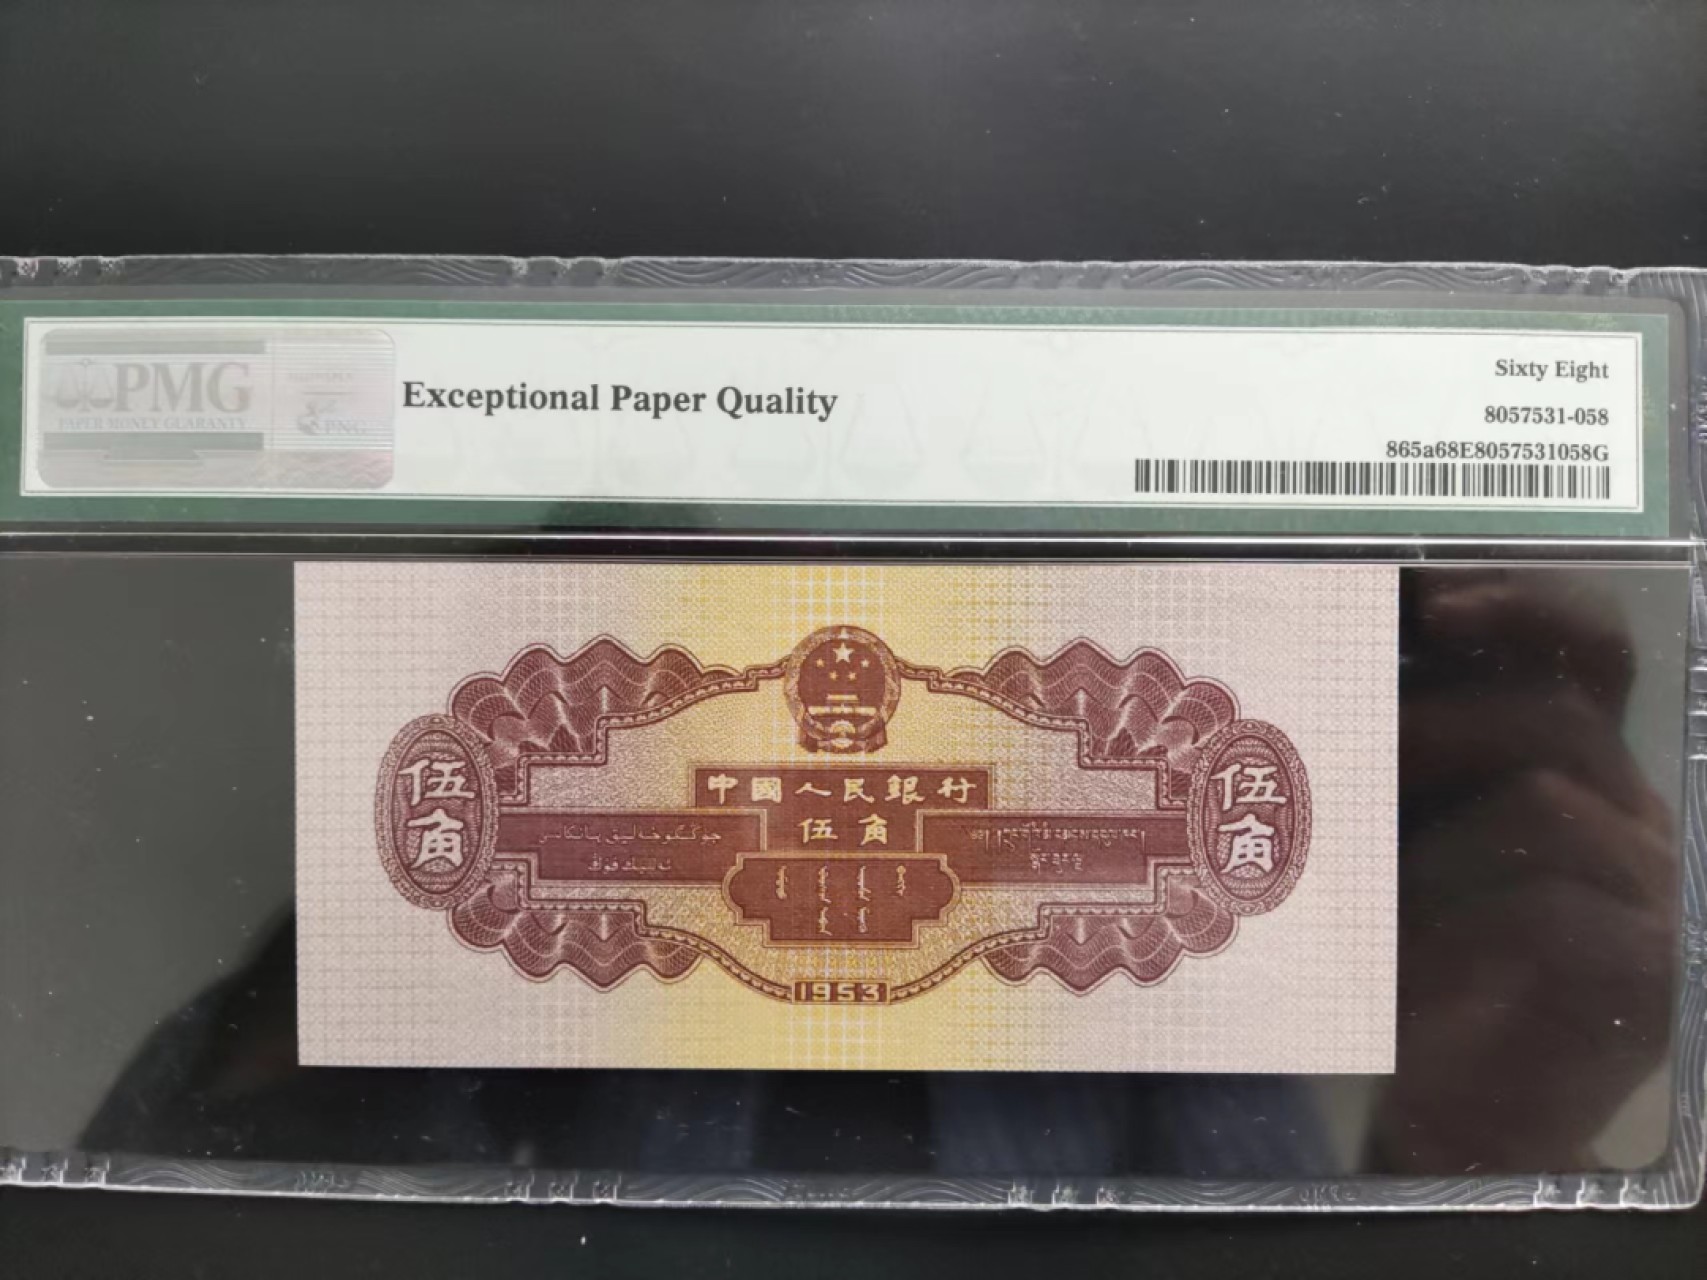 PMG
PAPER MONEY GUARANTY
PNG
Exceptional Paper Quality
Sixty Eight
8057531-058
865a68E8057531058G
中國人民銀行
伍角
伍角
伍角
1953